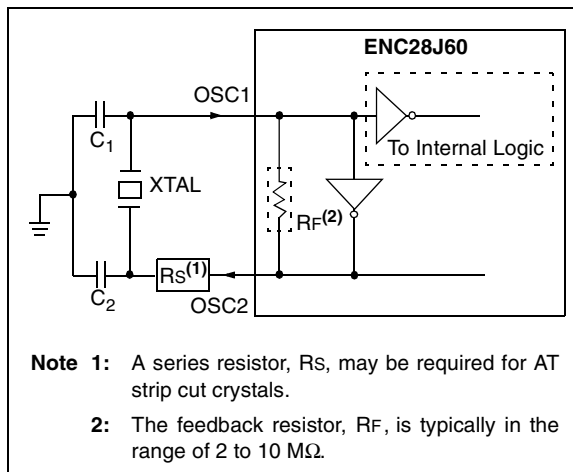 ENC28J60
OSC1
C1
To Internal Logic
XTAL
RF(2)
RS(1)
C2
OSC2
Note 1: A series resistor, RS, may be required for AT
strip cut crystals.
2: The feedback resistor, RF, is typically in the
range of 2 to 10 MΩ.